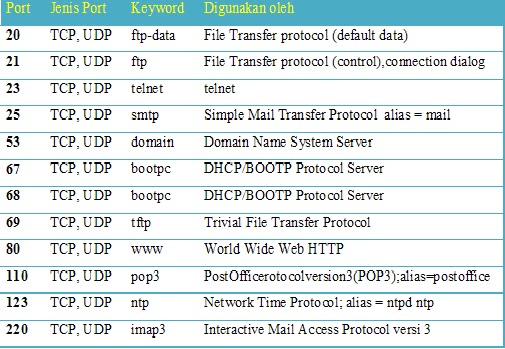 Port Jenis Port Keyword Digunakan oleh
20 TCP, UDP ftp-data File Transfer protocol (default data)
21 TCP, UDP ftp File Transfer protocol (control),connection dialog
23 TCP, UDP telnet telnet
25 TCP, UDP smtp Simple Mail Transfer Protocol alias = mail
53 TCP, UDP domain Domain Name System Server
67 TCP, UDP bootpc DHCP/BOOTP Protocol Server
68 TCP, UDP bootpc DHCP/BOOTP Protocol Server
69 TCP, UDP tftp Trivial File Transfer Protocol
80 TCP, UDP www World Wide Web HTTP
110 TCP, UDP pop3 PostOfficerotocolversion3(POP3);alias=postoffice
123 TCP, UDP ntp Network Time Protocol; alias = ntpd ntp
220 TCP, UDP imap3 Interactive Mail Access Protocol versi 3